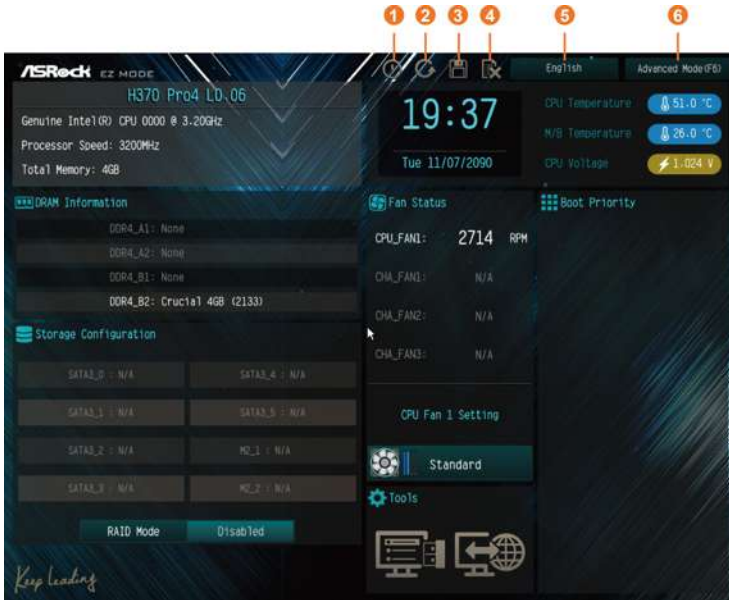 1 2 3 4 5 6
ASRock EZ MODE
English
Advanced Mode(F6)
H370 Pro4 L0.06
Genuine Intel(R) CPU 0000 @ 3.20GHz
Processor Speed: 3200MHz
Total Memory: 4GB
19:37
Tue 11/07/2090
CPU Temperature 51.0 °C
M/B Temperature 26.0 °C
CPU Voltage 1.024 V
DRAM Information
DDR4_A1: None
DDR4_A2: None
DDR4_B1: None
DDR4_B2: Crucial 4GB (2133)
Storage Configuration
SATA3_0 : N/A SATA3_4 : N/A
SATA3_1 : N/A SATA3_5 : N/A
SATA3_2 : N/A M2_1 : N/A
SATA3_3 : N/A M2_2 : N/A
RAID Mode Disabled
Keep Leading
Fan Status
CPU_FAN1: 2714 RPM
CHA_FAN1: N/A
CHA_FAN2: N/A
CHA_FAN3: N/A
CPU Fan 1 Setting
Standard
Tools
Boot Priority